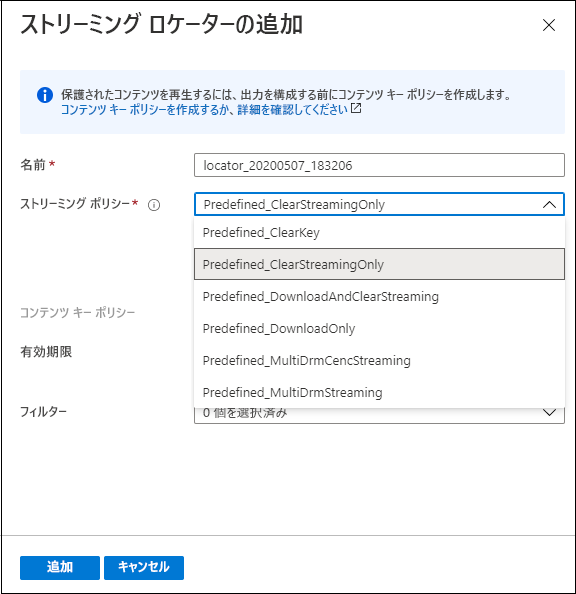 ストリーミング ロケーターの追加
保護されたコンテンツを再生するには、出力を構成する前にコンテンツ キー ポリシーを作成します。
コンテンツ キー ポリシーを作成するか、詳細を確認してください
名前 *
locator_20200507_183206
ストリーミング ポリシー *
Predefined_ClearStreamingOnly
Predefined_ClearKey
Predefined_ClearStreamingOnly
Predefined_DownloadAndClearStreaming
Predefined_DownloadOnly
Predefined_MultiDrmCencStreaming
Predefined_MultiDrmStreaming
コンテンツ キー ポリシー
有効期限
フィルター
0 個を選択済み
追加
キャンセル